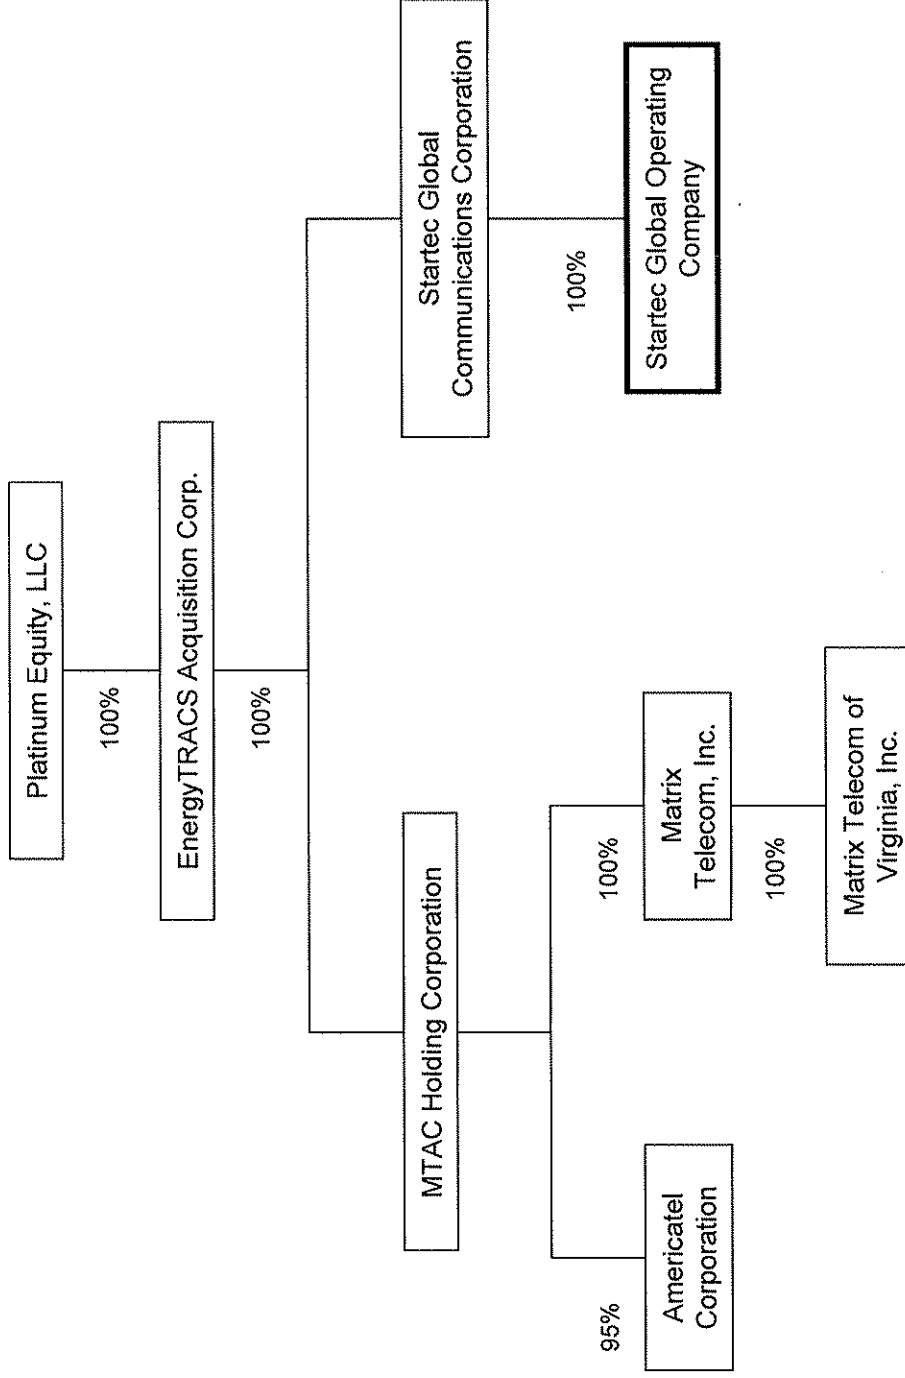 Platinum Equity, LLC
100%
EnergyTRACS Acquisition Corp.
100%
MTAC Holding Corporation
Startec Global
Communications Corporation
100%
Startec Global Operating
Company
95%
Americatel
Corporation
100%
Matrix
Telecom, Inc.
100%
Matrix Telecom of
Virginia, Inc.